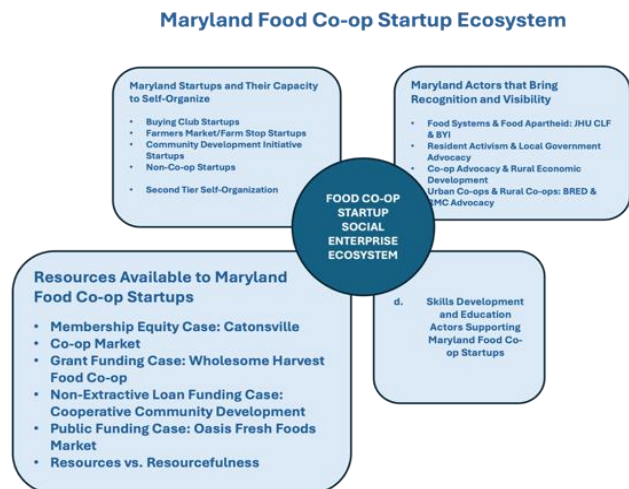 Maryland Food Co-op Startup Ecosystem
Maryland Startups and Their Capacity
to Self-Organize
• Buying Club Startups
• Farmers Market/Farm Stop Startups
• Community Development Initiative
Startups
• Non-Co-op Startups
• Second Tier Self-Organization
Maryland Actors that Bring
Recognition and Visibility
• Food Systems & Food Apartheid: JHU CLF
& BYI
• Resident Activism & Local Government
Advocacy
• Co-op Advocacy & Rural Economic
Development
Urban Co-ops & Rural Co-ops: BRED &
Advocacy
FOOD CO-OP
STARTUP
SOCIAL
ENTERPRISE
ECOSYSTEM
Resources Available to Maryland
Food Co-op Startups
• Membership Equity Case: Catonsville
• Co-op Market
• Grant Funding Case: Wholesome Harvest
Food Co-op
• Non-Extractive Loan Funding Case:
Cooperative Community Development
• Public Funding Case: Oasis Fresh Foods
Market
• Resources vs. Resourcefulness
d. Skills Development
and Education
Actors Supporting
Maryland Food Co-
op Startups